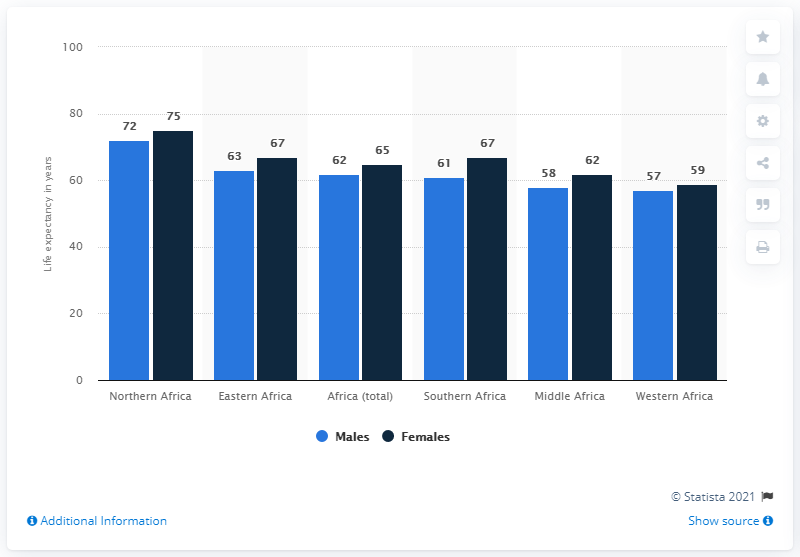 100
80
60
40
20
0
Life expectancy in years
72 75
63 67
62 65
61 67
58 62
57 59
Northern Africa Eastern Africa Africa (total) Southern Africa Middle Africa Western Africa
Males Females
© Statista 2021
Additional Information Show source